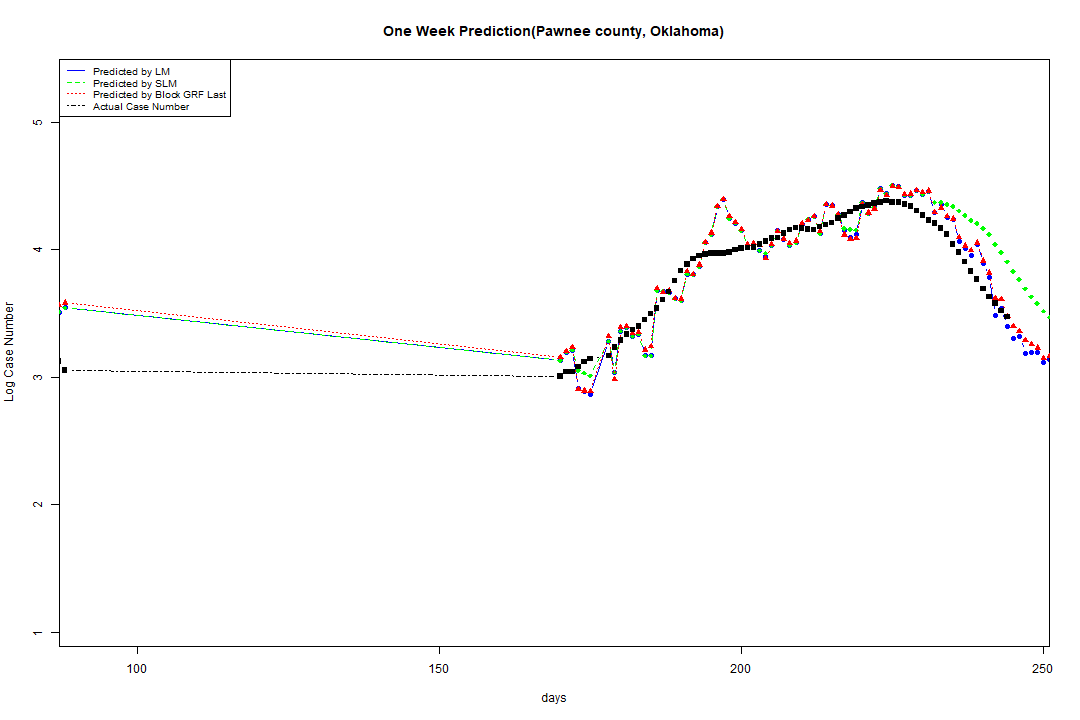 One Week Prediction(Pawnee county, Oklahoma)
Predicted by LM
Predicted by SLM
Predicted by Block GRF Last
Actual Case Number
5
4
3
2
1
Log Case Number
100 150 200 250
days